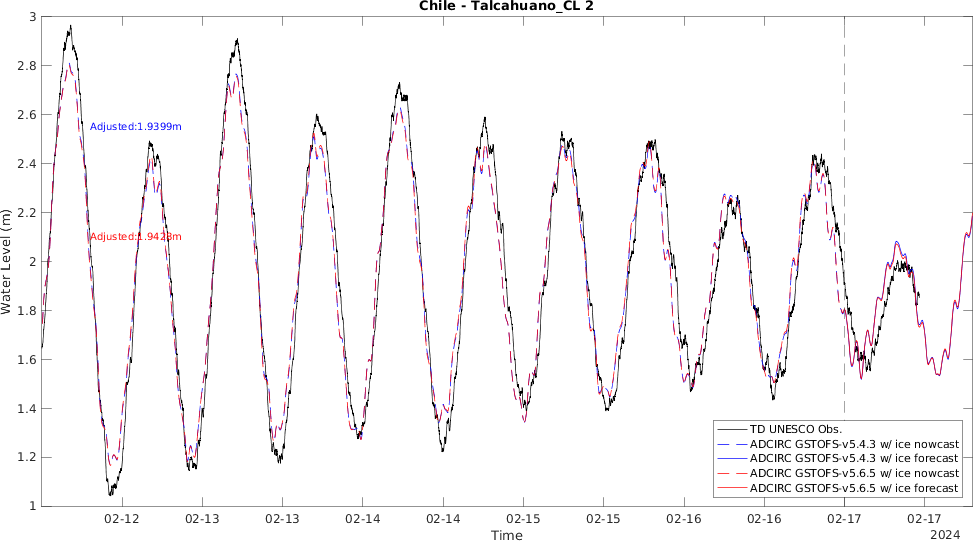 Chile - Talcahuano_CL 2
3
2.8
2.6
2.4
2.2
2
1.8
1.6
1.4
1.2
1
Water Level (m)
Adjusted:1.9399m
Adjusted:1.9423m
TD UNESCO Obs.
ADCIRC GSTOFS-v5.4.3 w/ ice nowcast
ADCIRC GSTOFS-v5.4.3 w/ ice forecast
ADCIRC GSTOFS-v5.6.5 w/ ice nowcast
ADCIRC GSTOFS-v5.6.5 w/ ice forecast
02-12 02-13 02-13 02-14 02-14 02-15 02-15 02-16 02-16 02-17 02-17
Time
2024